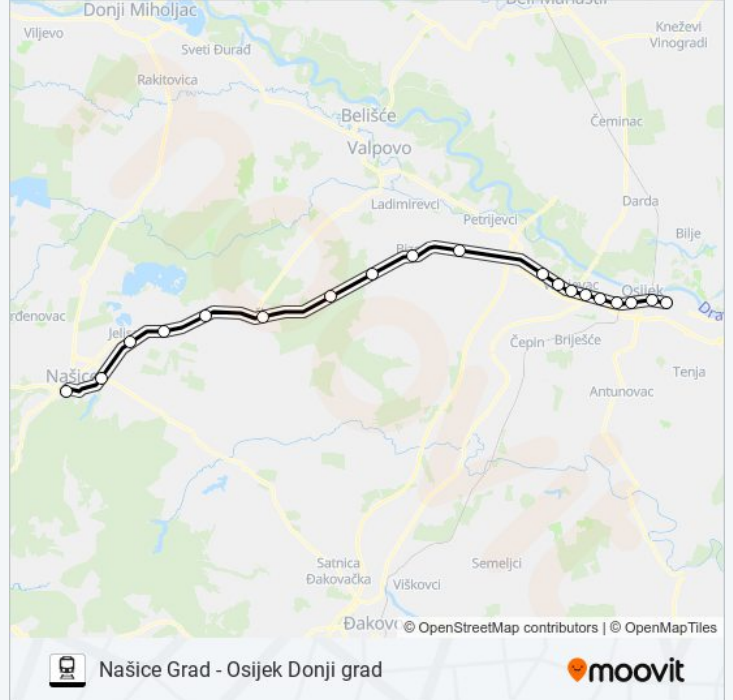 Donji Miholjac
Viljevo
Sveti Đurađ
Kneževi
Vinogradi
Rakitovica
Belišće
Čeminac
Valpovo
Ladimirevci
Darda
Petrijevci
Bilje
Osijek
Čepin
Briješće
Našice
Tenja
Antunovac
Satnica
Đakovačka
Semeljci
Viškovci
Đakovo
© OpenStreetMap contributors | © OpenMapTiles
Našice Grad - Osijek Donji grad
moovit